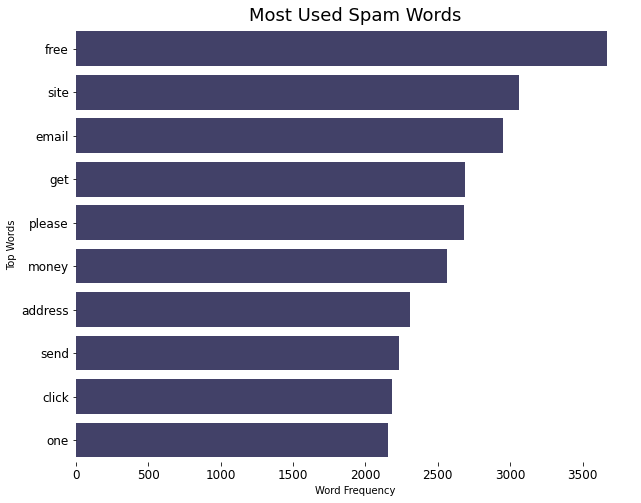 Most Used Spam Words
Top Words
free
site
email
get
please
money
address
send
click
one
0 500 1000 1500 2000 2500 3000 3500
Word Frequency